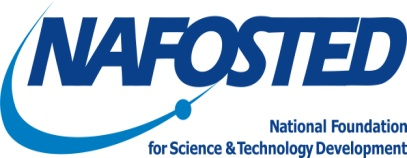 NAFOSTED
National Foundation
for Science & Technology Development